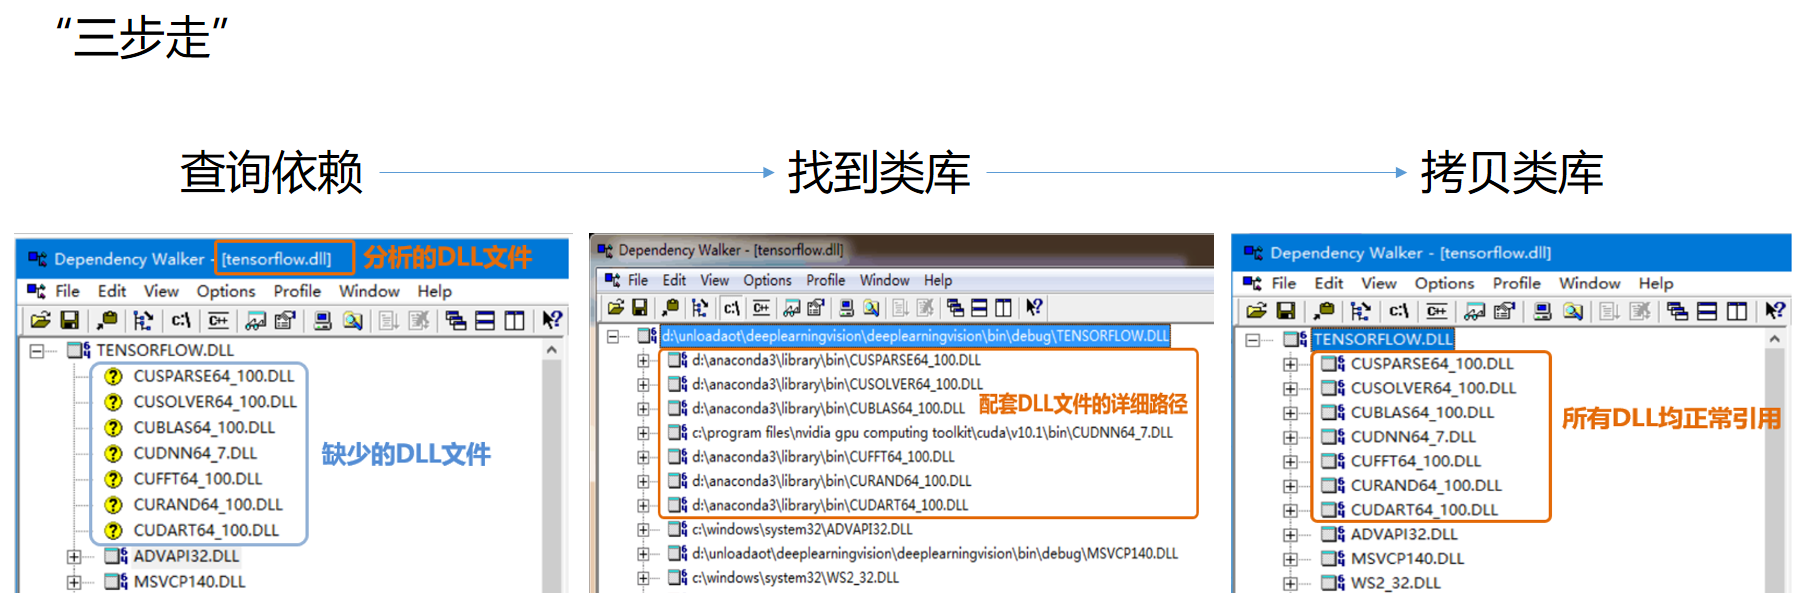 “三步走”
查询依赖
找到类库
拷贝类库
Dependency Walker - [tensorflow.dll]
分析的DLL文件
File Edit View Options Profile Window Help
c:\
C++
TENSORFLOW.DLL
CUSPARSE64_100.DLL
CUSOLVER64_100.DLL
CUBLAS64_100.DLL
CUDNN64_7.DLL
CUFFT64_100.DLL
CURAND64_100.DLL
CUDART64_100.DLL
缺少的DLL文件
ADVAPI32.DLL
MSVCP140.DLL
Dependency Walker - [tensorflow.dll]
File Edit View Options Profile Window Help
c:\
C++
d:\unloadaot\deeplearningvision\deeplearningvision\bin\debug\TENSORFLOW.DLL
d:\anaconda3\library\bin\CUSPARSE64_100.DLL
d:\anaconda3\library\bin\CUSOLVER64_100.DLL
d:\anaconda3\library\bin\CUBLAS64_100.DLL
配套DLL文件的详细路径
c:\program files\nvidia gpu computing toolkit\cuda\v10.1\bin\CUDNN64_7.DLL
d:\anaconda3\library\bin\CUFFT64_100.DLL
d:\anaconda3\library\bin\CURAND64_100.DLL
d:\anaconda3\library\bin\CUDART64_100.DLL
c:\windows\system32\ADVAPI32.DLL
d:\unloadaot\deeplearningvision\deeplearningvision\bin\debug\MSVCP140.DLL
c:\windows\system32\WS2_32.DLL
Dependency Walker - [tensorflow.dll]
File Edit View Options Profile Window Help
c:\
C++
TENSORFLOW.DLL
CUSPARSE64_100.DLL
CUSOLVER64_100.DLL
CUBLAS64_100.DLL
CUDNN64_7.DLL
CUFFT64_100.DLL
CURAND64_100.DLL
CUDART64_100.DLL
所有DLL均正常引用
ADVAPI32.DLL
MSVCP140.DLL
WS2_32.DLL